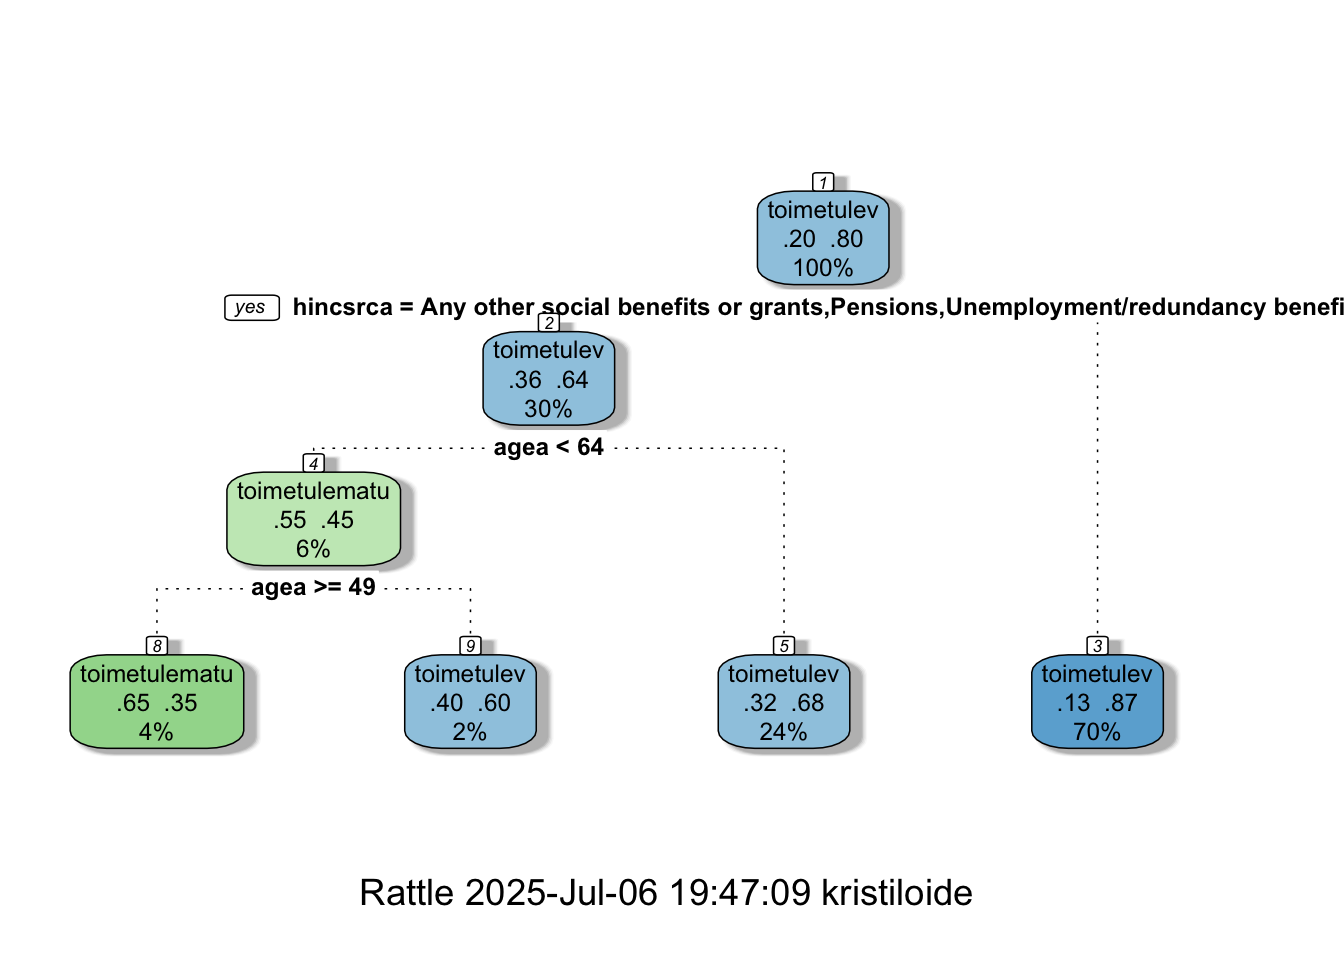 1
toimetulev
.20 .80
100%
yes hincsrca = Any other social benefits or grants,Pensions,Unemployment/redundancy benefi
2
toimetulev
.36 .64
30%
agea < 64
4
toimetulematu
.55 .45
6%
agea >= 49
8
toimetulematu
.65 .35
4%
9
toimetulev
.40 .60
2%
5
toimetulev
.32 .68
24%
3
toimetulev
.13 .87
70%
Rattle 2025-Jul-06 19:47:09 kristiloide